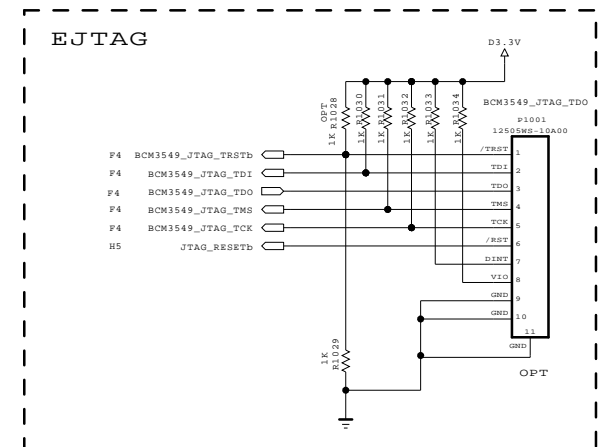 EJTAG
D3.3V
OPT
1K R1028
1K R1030
1K R1031
1K R1032
1K R1033
1K R1034
BCM3549_JTAG_TDO
P1001
12505WS-10A00
F4 BCM3549_JTAG_TRSTb /TRST 1
F4 BCM3549_JTAG_TDI TDI 2
F4 BCM3549_JTAG_TDO TDO 3
F4 BCM3549_JTAG_TMS TMS 4
F4 BCM3549_JTAG_TCK TCK 5
H5 JTAG_RESETb /RST 6
DINT 7
VIO 8
GND 9
GND 10
11
GND
OPT
1K
R1029